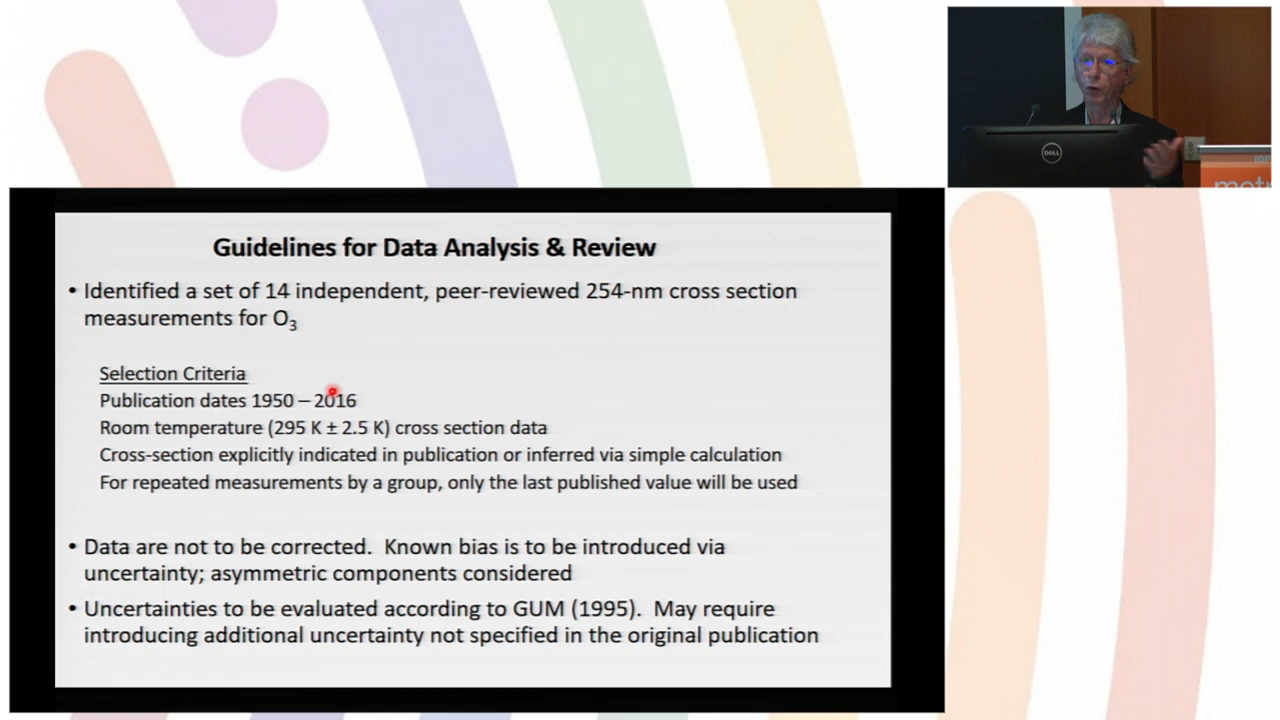 Guidelines for Data Analysis & Review
• Identified a set of 14 independent, peer-reviewed 254-nm cross section
measurements for O₃
Selection Criteria
Publication dates 1950 – 2016
Room temperature (295 K ± 2.5 K) cross section data
Cross-section explicitly indicated in publication or inferred via simple calculation
For repeated measurements by a group, only the last published value will be used
• Data are not to be corrected.  Known bias is to be introduced via
uncertainty; asymmetric components considered
• Uncertainties to be evaluated according to GUM (1995).  May require
introducing additional uncertainty not specified in the original publication
DELL